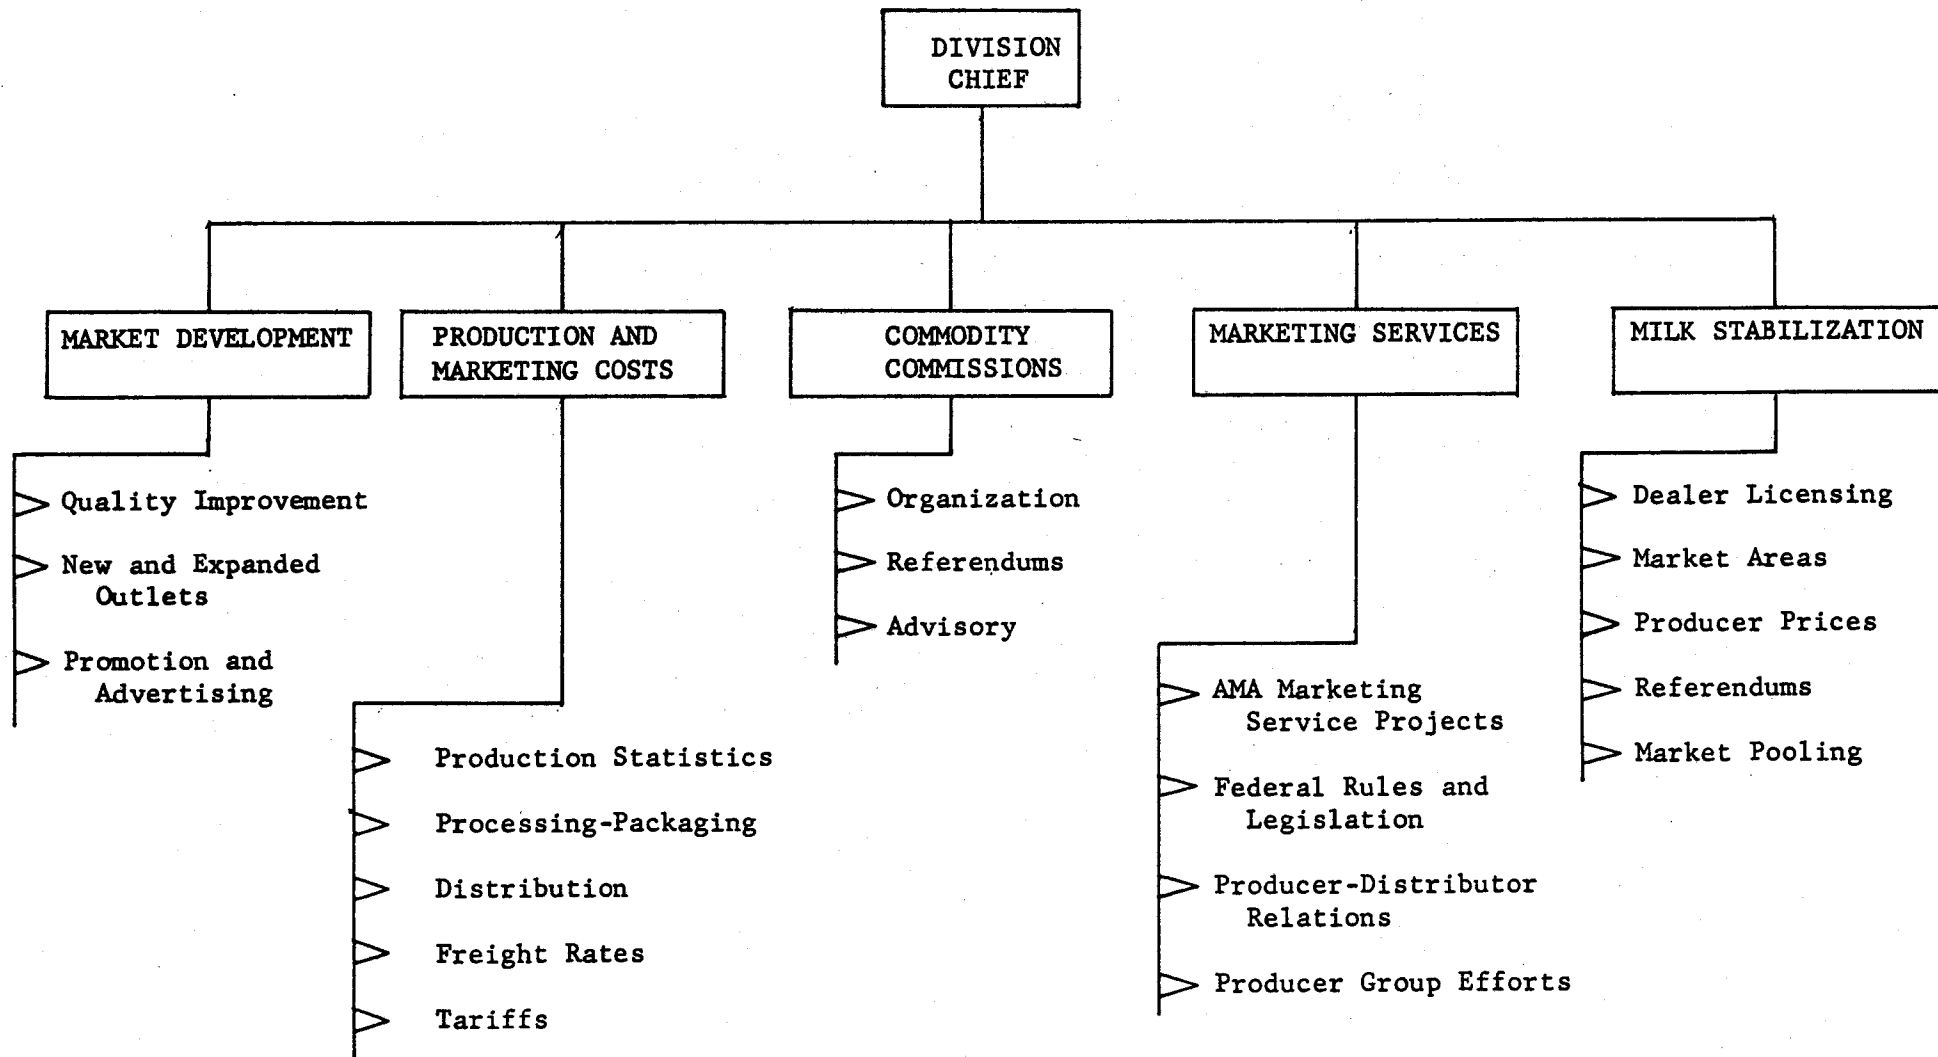 DIVISION
CHIEF
MARKET DEVELOPMENT
PRODUCTION AND
MARKETING COSTS
COMMODITY
COMMISSIONS
MARKETING SERVICES
MILK STABILIZATION
Quality Improvement
New and Expanded
Outlets
Promotion and
Advertising
Production Statistics
Processing-Packaging
Distribution
Freight Rates
Tariffs
Organization
Referendums
Advisory
AMA Marketing
Service Projects
Federal Rules and
Legislation
Producer-Distributor
Relations
Producer Group Efforts
Dealer Licensing
Market Areas
Producer Prices
Referendums
Market Pooling